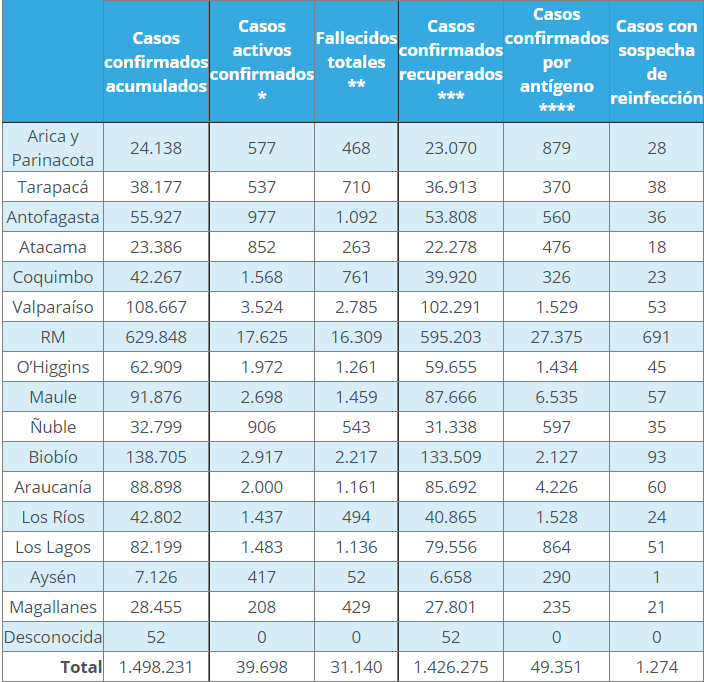 Casos confirmados acumulados Casos activos confirmados * Fallecidos totales ** Casos confirmados recuperados *** Casos confirmados por antígeno **** Casos con sospecha de reinfección
Arica y Parinacota 24.138 577 468 23.070 879 28
Tarapacá 38.177 537 710 36.913 370 38
Antofagasta 55.927 977 1.092 53.808 560 36
Atacama 23.386 852 263 22.278 476 18
Coquimbo 42.267 1.568 761 39.920 326 23
Valparaíso 108.667 3.524 2.785 102.291 1.529 53
RM 629.848 17.625 16.309 595.203 27.375 691
O’Higgins 62.909 1.972 1.261 59.655 1.434 45
Maule 91.876 2.698 1.459 87.666 6.535 57
Ñuble 32.799 906 543 31.338 597 35
Biobío 138.705 2.917 2.217 133.509 2.127 93
Araucanía 88.898 2.000 1.161 85.692 4.226 60
Los Ríos 42.802 1.437 494 40.865 1.528 24
Los Lagos 82.199 1.483 1.136 79.556 864 51
Aysén 7.126 417 52 6.658 290 1
Magallanes 28.455 208 429 27.801 235 21
Desconocida 52 0 0 52 0 0
Total 1.498.231 39.698 31.140 1.426.275 49.351 1.274